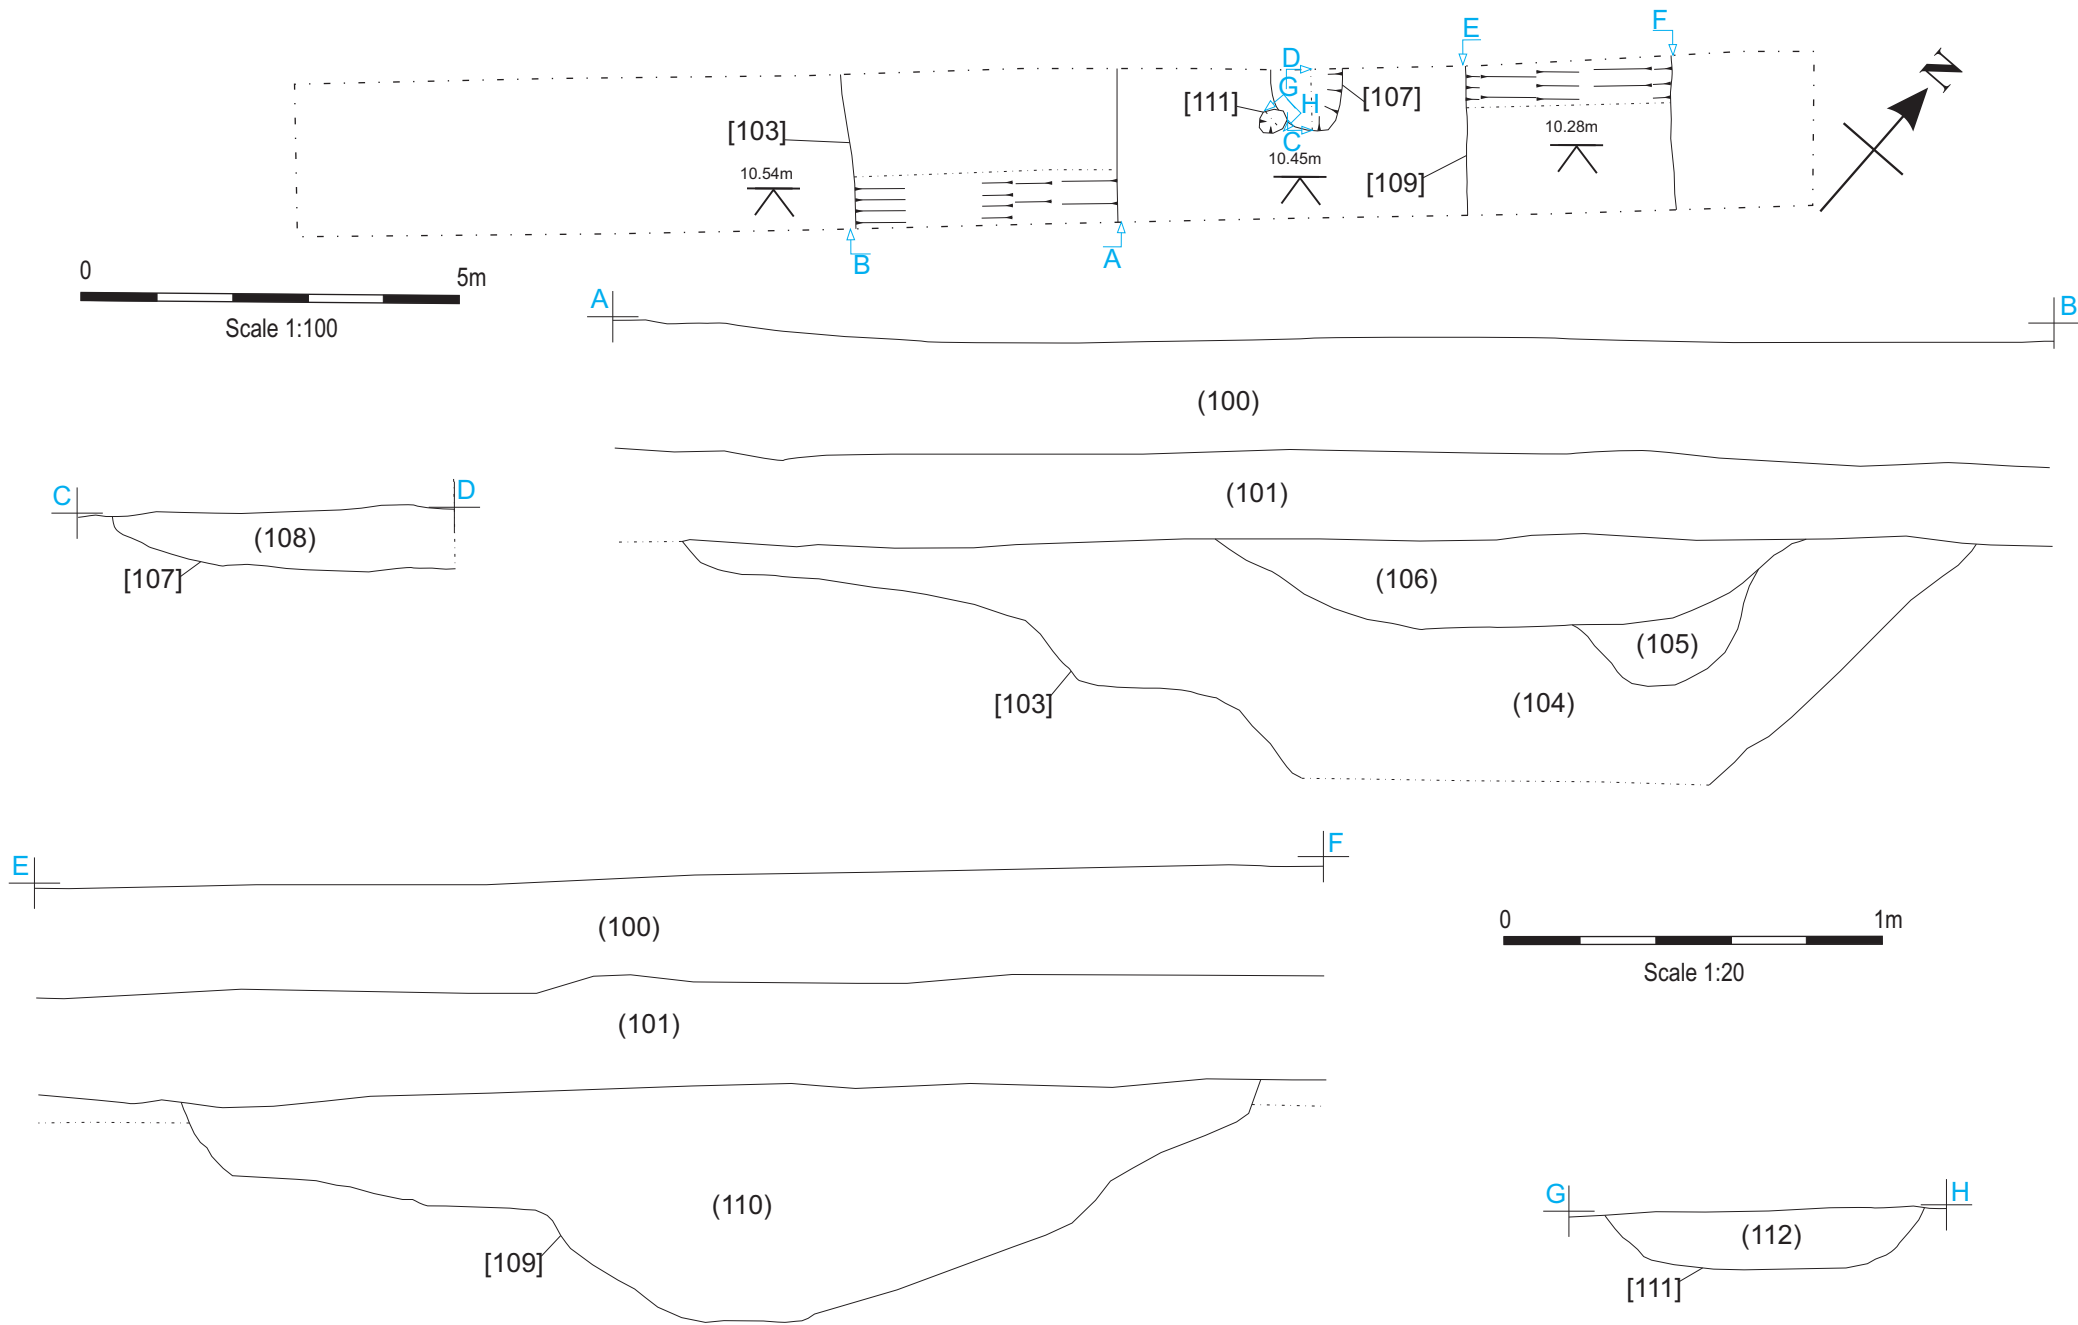 E
F
D
G
H
[111]
[107]
N
[103]
10.28m
C
10.54m
10.45m
[109]
B
A
0
5m
Scale 1:100
A
B
(100)
(101)
C
D
(108)
[107]
(106)
(105)
[103]
(104)
E
F
(100)
0
1m
Scale 1:20
(101)
(110)
[109]
G
H
(112)
[111]